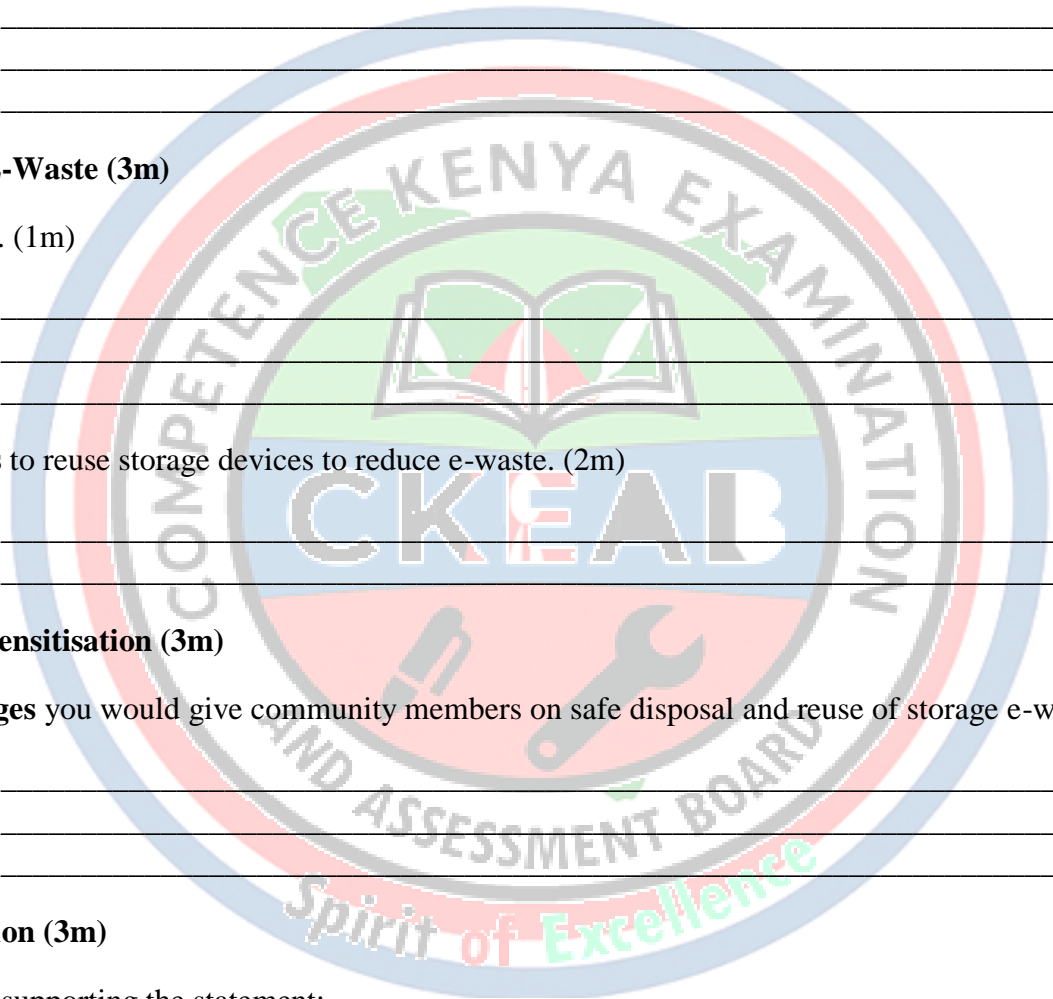 -Waste (3m)
. (1m)
s to reuse storage devices to reduce e-waste. (2m)
ensitisation (3m)
ges you would give community members on safe disposal and reuse of storage e-w
on (3m)
supporting the statement:
COMPETENCE KENYA EXAMINATION
CKEAB
AND ASSESSMENT BOARD
Spirit of Excellence